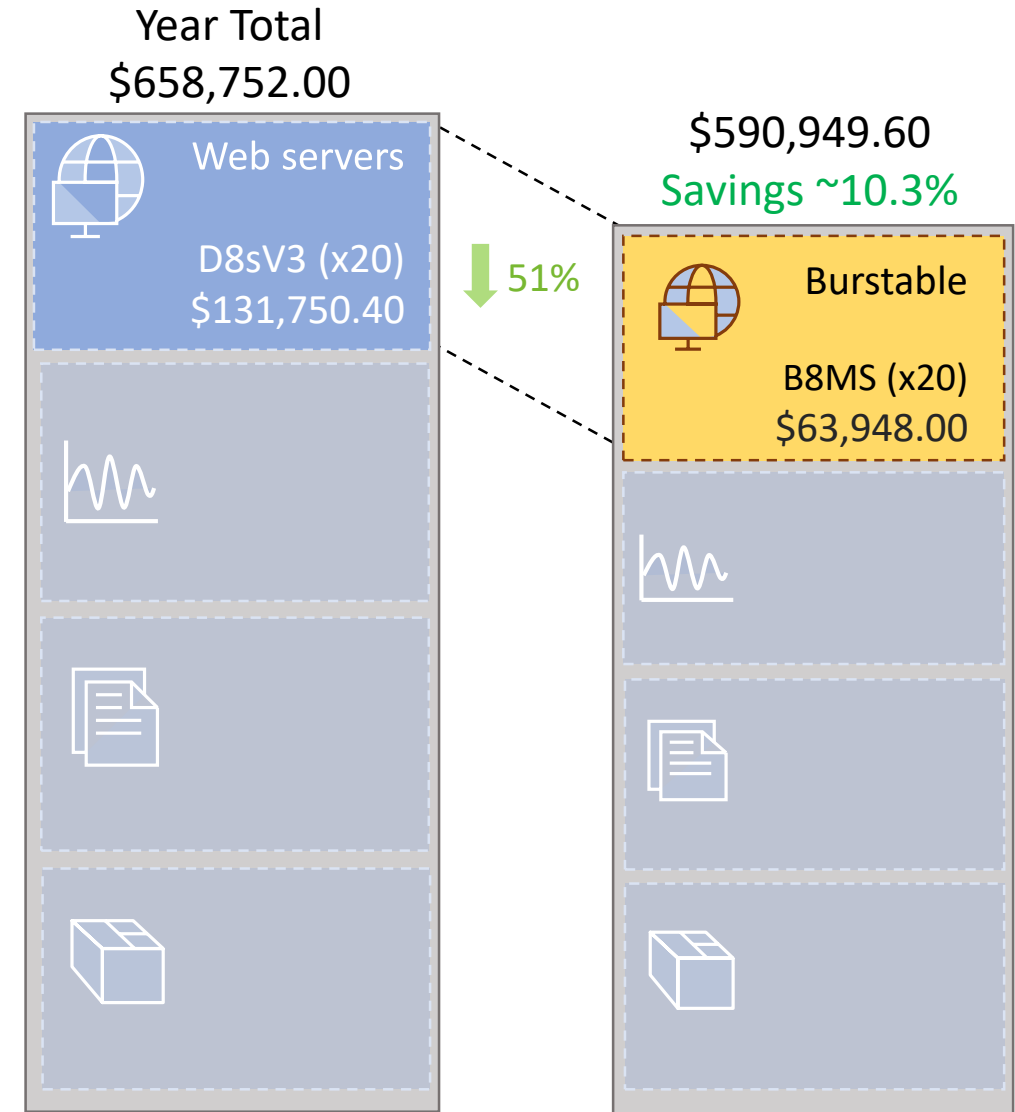 Year Total
$658,752.00
Web servers
D8sV3 (x20)
$131,750.40
51%
$590,949.60
Savings ~10.3%
Burstable
B8MS (x20)
$63,948.00